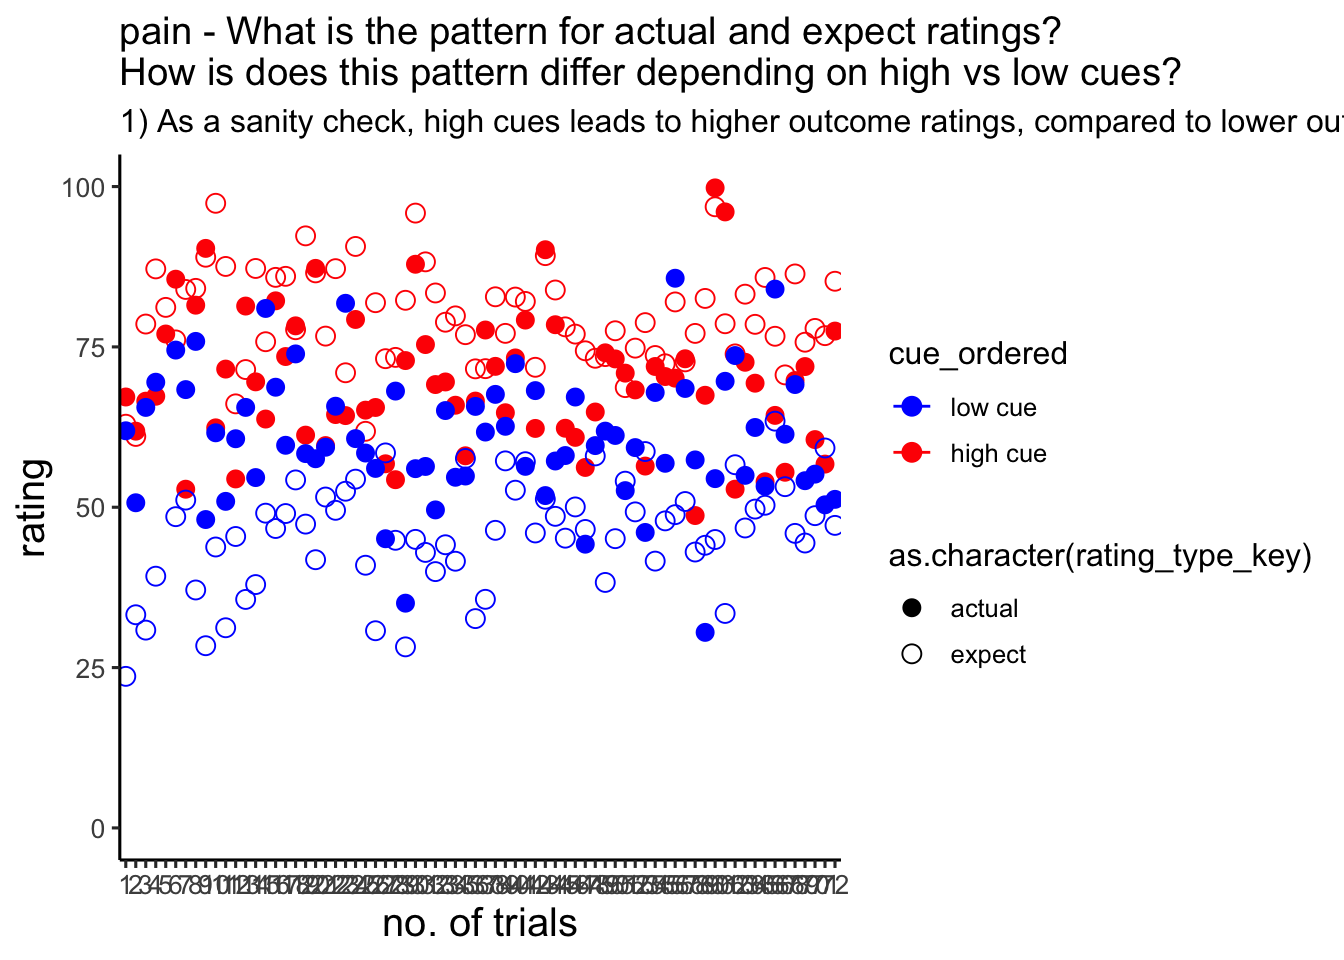 pain - What is the pattern for actual and expect ratings?
How is does this pattern differ depending on high vs low cues?
1) As a sanity check, high cues leads to higher outcome ratings, compared to lower
100
75
50
25
0
rating
no. of trials
cue_ordered
low cue
high cue
as.character(rating_type_key)
actual
expect